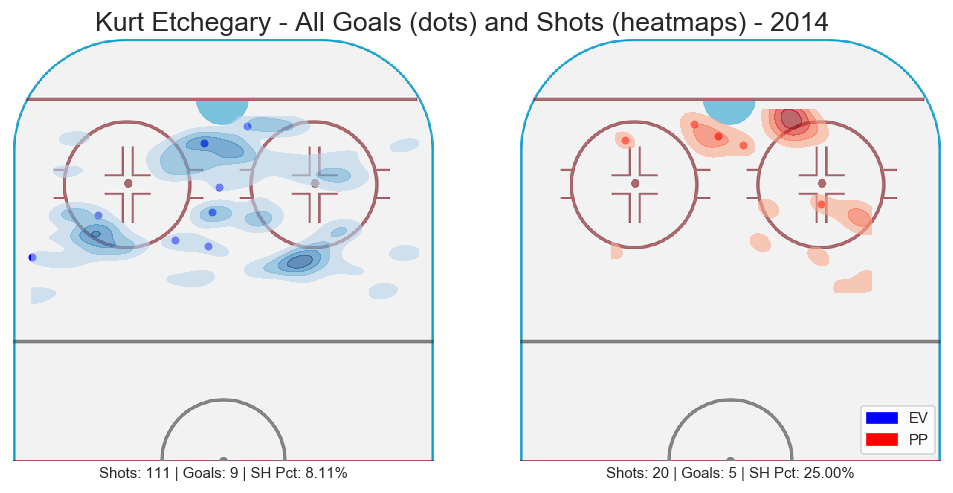 Kurt Etchegary - All Goals (dots) and Shots (heatmaps) - 2014
EV
PP
Shots: 111 | Goals: 9 | SH Pct: 8.11%
Shots: 20 | Goals: 5 | SH Pct: 25.00%